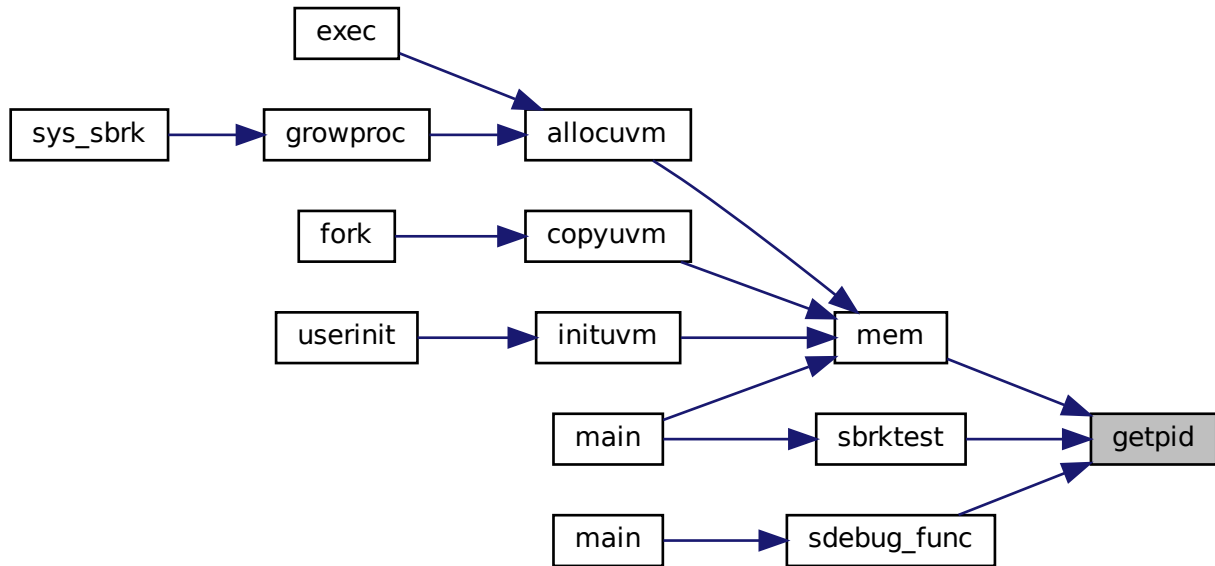 exec
sys_sbrk growproc allocuvm
fork copyuvm
userinit inituvm mem
main sbrktest getpid
main sdebug_func